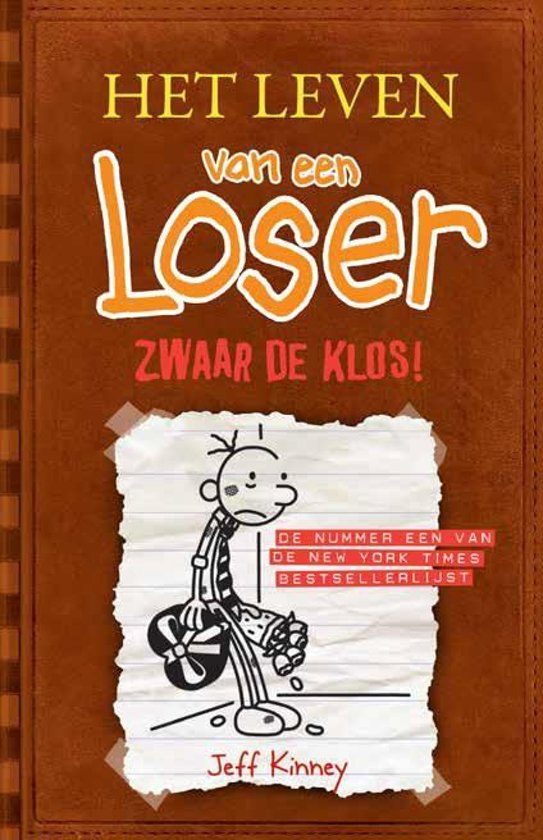 HET LEVEN
van een
Loser
ZWAAR DE KLOS!
DE NUMMER EEN VAN
DE NEW YORK TIMES
BESTSELLERLIJST
Jeff Kinney